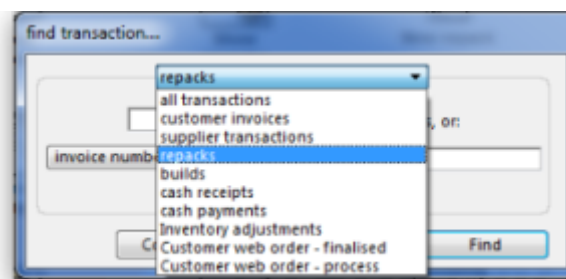 find transaction...
repacks
all transactions
customer invoices
s, or:
supplier transactions
repacks
invoice numbe
builds
cash receipts
cash payments
Inventory adjustments
Customer web order - finalised
Find
Customer web order - process